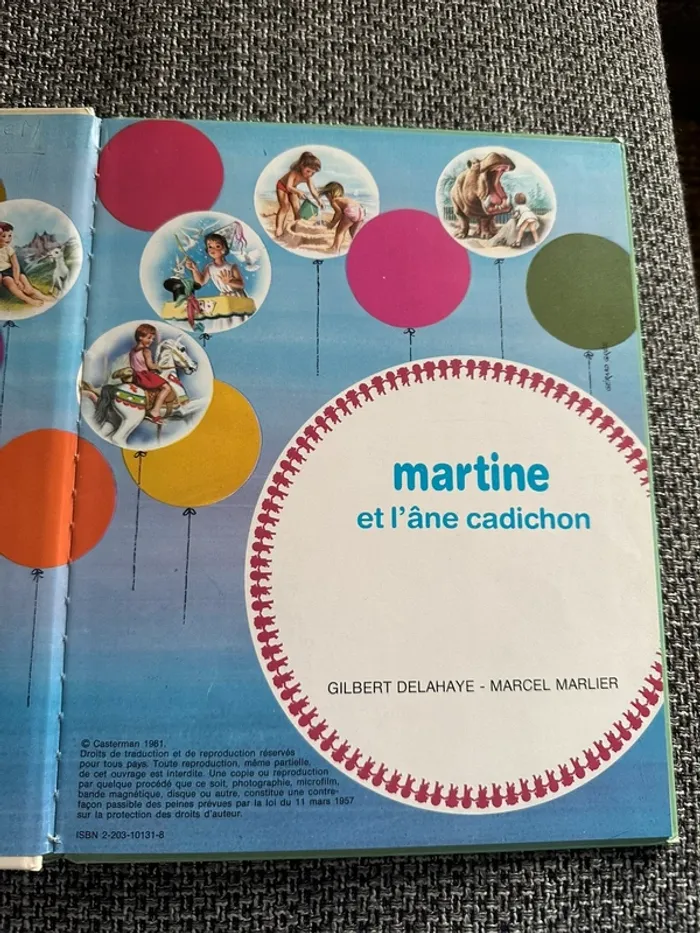 martine
et l'âne cadichon
GILBERT DELAHAYE - MARCEL MARLIER
© Casterman 1981.
Droits de traduction et de reproduction réservés
pour tous pays. Toute reproduction, même partielle,
de cet ouvrage est interdite. Une copie ou reproduction
par quelque procédé que ce soit, photographie, microfilm,
bande magnétique, disque ou autre, constitue une contre-
façon passible des peines prévues par la loi du 11 mars 1957
sur la protection des droits d'auteur.
ISBN 2-203-10131-8